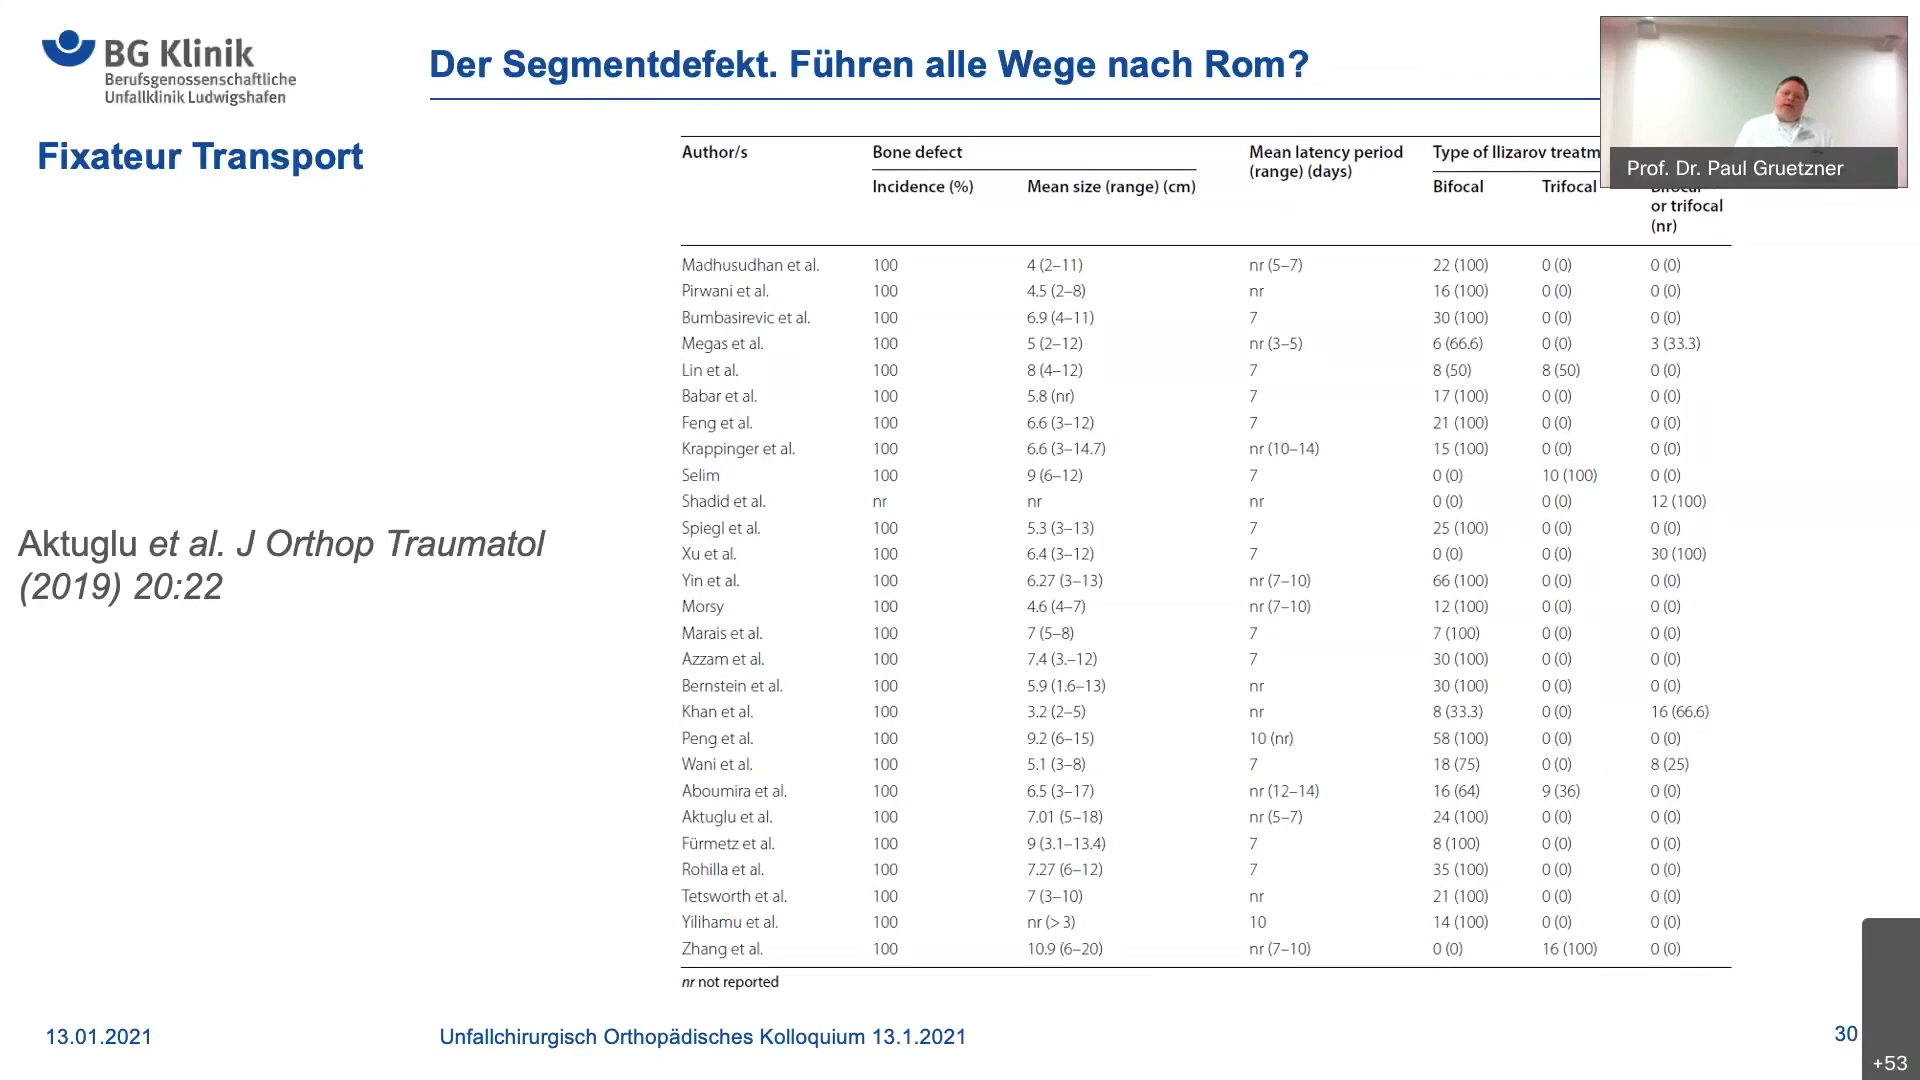 BG Klinik
Berufsgenossenschaftliche
Unfallklinik Ludwigshafen
Der Segmentdefekt. Führen alle Wege nach Rom?
Prof. Dr. Paul Gruetzner
Fixateur Transport
Aktuglu et al. J Orthop Traumatol
(2019) 20:22
Author/s Bone defect Mean latency period (range) (days) Type of Ilizarov treatm
Incidence (%) Mean size (range) (cm) Bifocal Trifocal Bifocal or trifocal (nr)
Madhusudhan et al. 100 4 (2–11) nr (5–7) 22 (100) 0 (0) 0 (0)
Pirwani et al. 100 4.5 (2–8) nr 16 (100) 0 (0) 0 (0)
Bumbasirevic et al. 100 6.9 (4–11) 7 30 (100) 0 (0) 0 (0)
Megas et al. 100 5 (2–12) nr (3–5) 6 (66.6) 0 (0) 3 (33.3)
Lin et al. 100 8 (4–12) 7 8 (50) 8 (50) 0 (0)
Babar et al. 100 5.8 (nr) 7 17 (100) 0 (0) 0 (0)
Feng et al. 100 6.6 (3–12) 7 21 (100) 0 (0) 0 (0)
Krappinger et al. 100 6.6 (3–14.7) nr (10–14) 15 (100) 0 (0) 0 (0)
Selim 100 9 (6–12) 7 0 (0) 10 (100) 0 (0)
Shadid et al. nr nr nr 0 (0) 0 (0) 12 (100)
Spiegl et al. 100 5.3 (3–13) 7 25 (100) 0 (0) 0 (0)
Xu et al. 100 6.4 (3–12) 7 0 (0) 0 (0) 30 (100)
Yin et al. 100 6.27 (3–13) nr (7–10) 66 (100) 0 (0) 0 (0)
Morsy 100 4.6 (4–7) nr (7–10) 12 (100) 0 (0) 0 (0)
Marais et al. 100 7 (5–8) 7 7 (100) 0 (0) 0 (0)
Azzam et al. 100 7.4 (3.–12) 7 30 (100) 0 (0) 0 (0)
Bernstein et al. 100 5.9 (1.6–13) nr 30 (100) 0 (0) 0 (0)
Khan et al. 100 3.2 (2–5) nr 8 (33.3) 0 (0) 16 (66.6)
Peng et al. 100 9.2 (6–15) 10 (nr) 58 (100) 0 (0) 0 (0)
Wani et al. 100 5.1 (3–8) 7 18 (75) 0 (0) 8 (25)
Aboumira et al. 100 6.5 (3–17) nr (12–14) 16 (64) 9 (36) 0 (0)
Aktuglu et al. 100 7.01 (5–18) nr (5–7) 24 (100) 0 (0) 0 (0)
Fürmetz et al. 100 9 (3.1–13.4) 7 8 (100) 0 (0) 0 (0)
Rohilla et al. 100 7.27 (6–12) 7 35 (100) 0 (0) 0 (0)
Tetsworth et al. 100 7 (3–10) nr 21 (100) 0 (0) 0 (0)
Yilihamu et al. 100 nr (> 3) 10 14 (100) 0 (0) 0 (0)
Zhang et al. 100 10.9 (6–20) nr (7–10) 0 (0) 16 (100) 0 (0)
nr not reported
13.01.2021 Unfallchirurgisch Orthopädisches Kolloquium 13.1.2021 30
+53